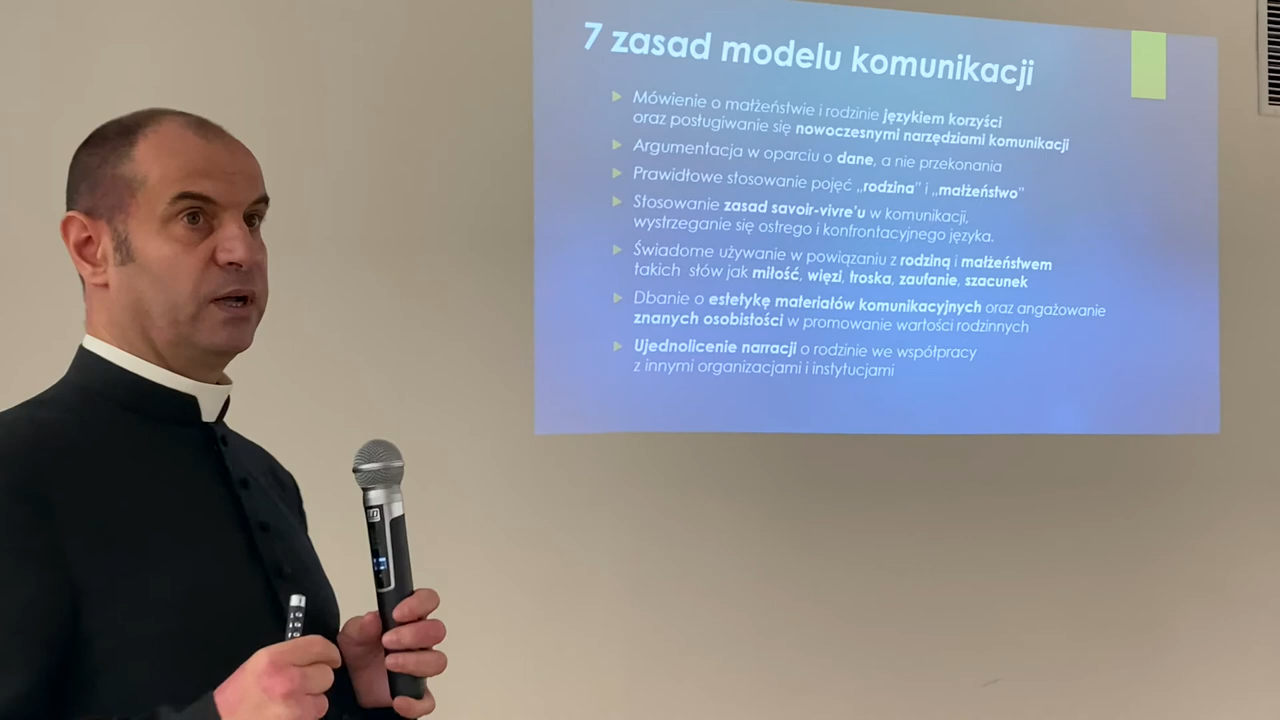 7 zasad modelu komunikacji
Mówienie o małżeństwie i rodzinie językiem korzyści
oraz posługiwanie się nowoczesnymi narzędziami komunikacji
Argumentacja w oparciu o dane, a nie przekonania
Prawidłowe stosowanie pojęć „rodzina” i „małżeństwo”
Stosowanie zasad savoir-vivre’u w komunikacji,
wystrzeganie się ostrego i konfrontacyjnego języka.
Świadome używanie w powiązaniu z rodziną i małżeństwem
takich słów jak miłość, więzi, troska, zaufanie, szacunek
Dbanie o estetykę materiałów komunikacyjnych oraz angażowanie
znanych osobistości w promowanie wartości rodzinnych
Ujednolicenie narracji o rodzinie we współpracy
z innymi organizacjami i instytucjami